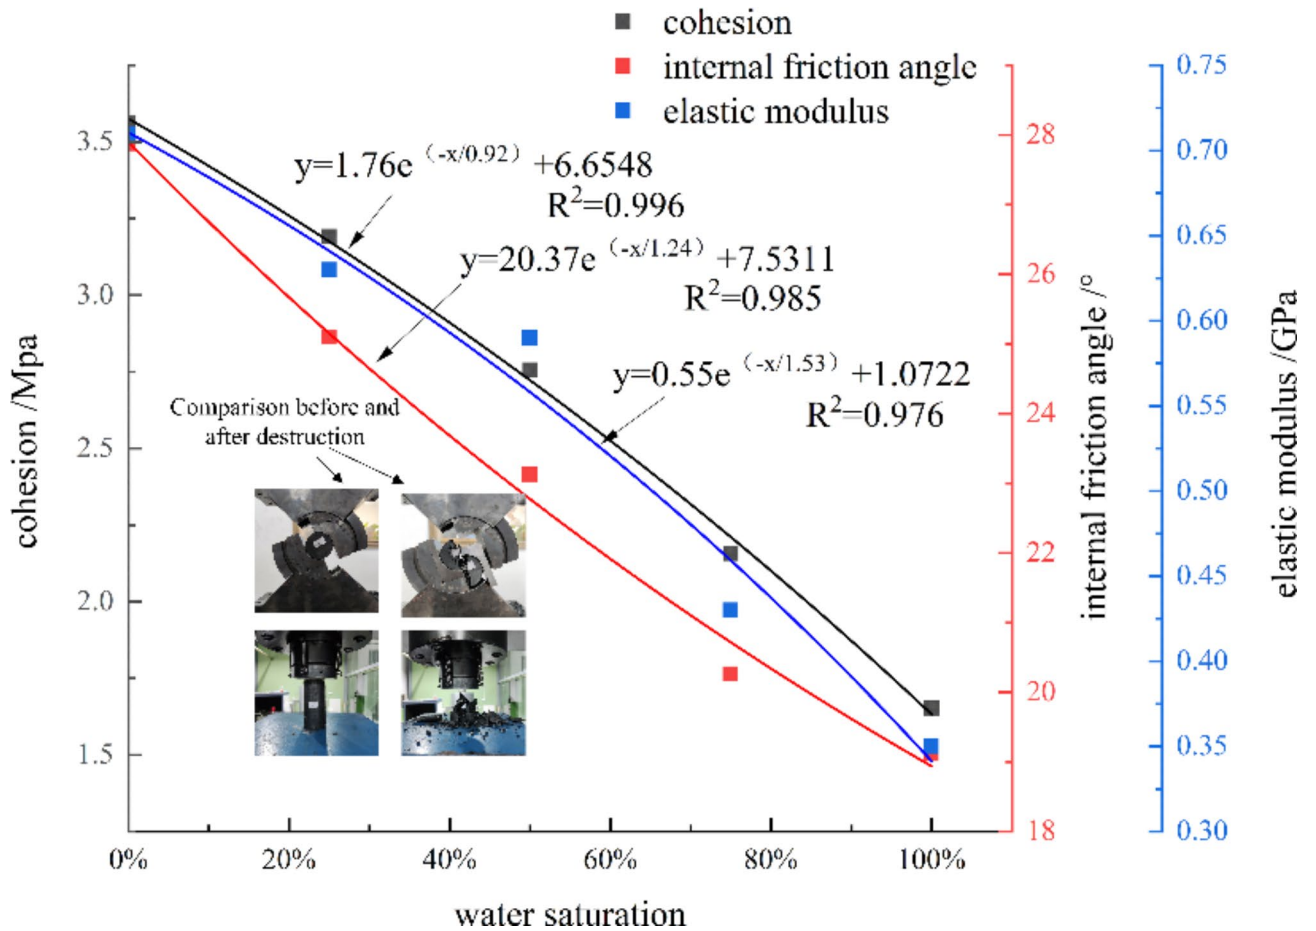 cohesion
internal friction angle
elastic modulus
y=1.76e（-x/0.92）+6.6548
R²=0.996
y=20.37e（-x/1.24）+7.5311
R²=0.985
y=0.55e（-x/1.53）+1.0722
R²=0.976
Comparison before and
after destruction
cohesion /Mpa
3.5
3.0
2.5
2.0
1.5
internal friction angle /°
28
26
24
22
20
18
elastic modulus /GPa
0.75
0.70
0.65
0.60
0.55
0.50
0.45
0.40
0.35
0.30
0%
20%
40%
60%
80%
100%
water saturation